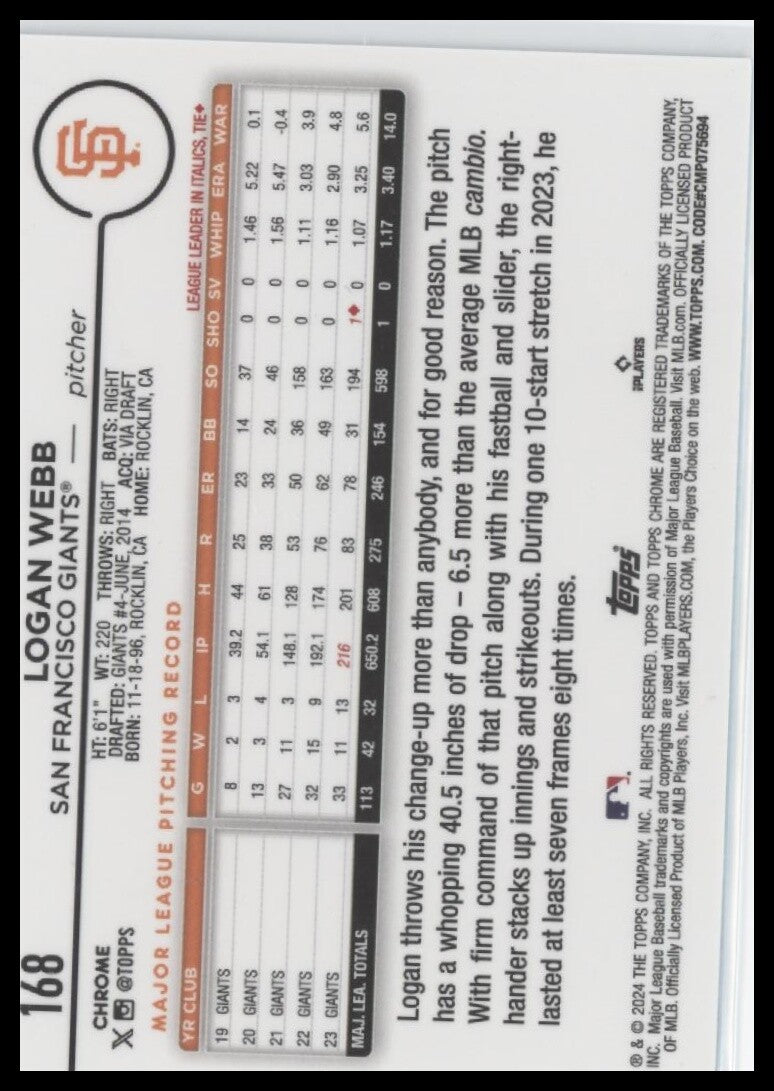 168
LOGAN WEBB
SAN FRANCISCO GIANTS® — pitcher
SF
CHROME
X @TOPPS
HT: 6'1" WT: 220 THROWS: RIGHT BATS: RIGHT
DRAFTED: GIANTS #4-JUNE, 2014 ACQ: VIA DRAFT
BORN: 11-18-96, ROCKLIN, CA HOME: ROCKLIN, CA
MAJOR LEAGUE PITCHING RECORD
LEAGUE LEADER IN ITALICS, TIE♦
YR CLUB G W L IP H R ER BB SO SHO SV WHIP ERA WAR
19 GIANTS 8 2 3 39.2 44 25 23 14 37 0 0 1.46 5.22 0.1
20 GIANTS 13 3 4 54.1 61 38 33 24 46 0 0 1.56 5.47 -0.4
21 GIANTS 27 11 3 148.1 128 53 50 36 158 0 0 1.11 3.03 3.9
22 GIANTS 32 15 9 192.1 174 76 62 49 163 0 0 1.16 2.90 4.8
23 GIANTS 33 11 13 216 201 83 78 31 194 1♦ 0 1.07 3.25 5.6
MAJ. LEA. TOTALS 113 42 32 650.2 608 275 246 154 598 1 0 1.17 3.40 14.0
Logan throws his change-up more than anybody, and for good reason. The pitch
has a whopping 40.5 inches of drop – 6.5 more than the average MLB cambio.
With firm command of that pitch along with his fastball and slider, the right-
hander stacks up innings and strikeouts. During one 10-start stretch in 2023, he
lasted at least seven frames eight times.
Topps
PLAYERS
® & © 2024 THE TOPPS COMPANY, INC. ALL RIGHTS RESERVED. TOPPS AND TOPPS CHROME ARE REGISTERED TRADEMARKS OF THE TOPPS COMPANY,
INC. Major League Baseball trademarks and copyrights are used with permission of Major League Baseball. Visit MLB.com. OFFICIALLY LICENSED PRODUCT
OF MLB. Officially Licensed Product of MLB Players, Inc. Visit MLBPLAYERS.COM, the Players Choice on the web. WWW.TOPPS.COM. CODE#CMP075694